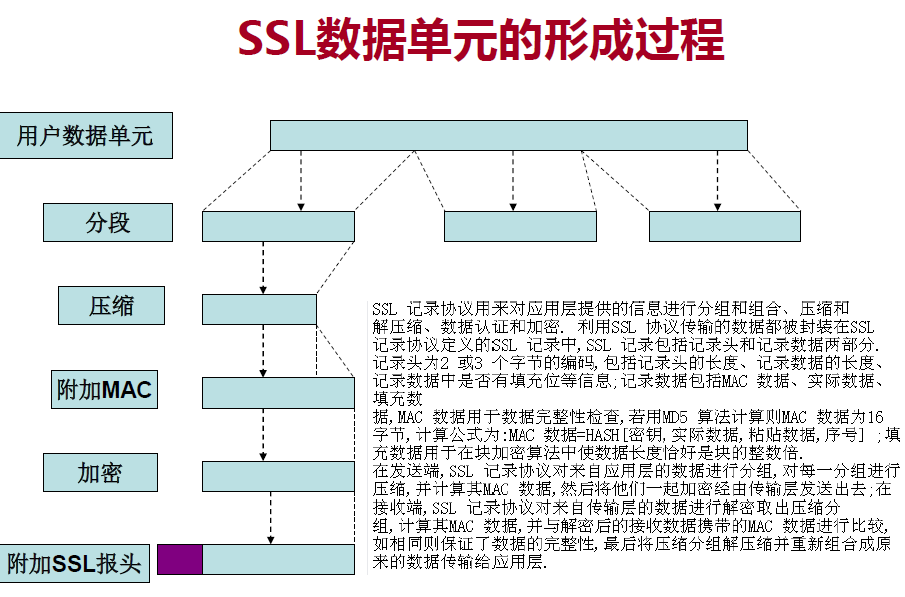 SSL数据单元的形成过程
用户数据单元
分段
压缩
附加MAC
加密
附加SSL报头
SSL 记录协议用来对应用层提供的信息进行分组和组合、压缩和
解压缩、数据认证和加密. 利用SSL 协议传输的数据都被封装在SSL
记录协议定义的SSL 记录中,SSL 记录包括记录头和记录数据两部分.
记录头为2 或3 个字节的编码,包括记录头的长度、记录数据的长度、
记录数据中是否有填充位等信息;记录数据包括MAC 数据、实际数据、
填充数
据,MAC 数据用于数据完整性检查,若用MD5 算法计算则MAC 数据为16
字节,计算公式为:MAC 数据=HASH[密钥,实际数据,粘贴数据,序号] ;填
充数据用于在块加密算法中使数据长度恰好是块的整数倍.
在发送端,SSL 记录协议对来自应用层的数据进行分组,对每一分组进行
压缩,并计算其MAC 数据,然后将他们一起加密经由传输层发送出去;在
接收端,SSL 记录协议对来自传输层的数据进行解密取出压缩分
组,计算其MAC 数据,并与解密后的接收数据携带的MAC 数据进行比较,
如相同则保证了数据的完整性,最后将压缩分组解压缩并重新组合成原
来的数据传输给应用层.